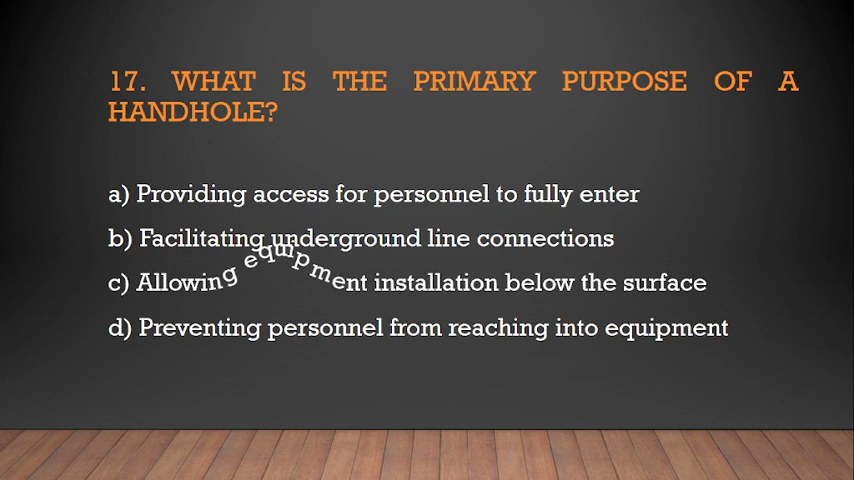 17. WHAT IS THE PRIMARY PURPOSE OF A
HANDHOLE?
a) Providing access for personnel to fully enter
b) Facilitating underground line connections
c) Allowing equipment installation below the surface
d) Preventing personnel from reaching into equipment